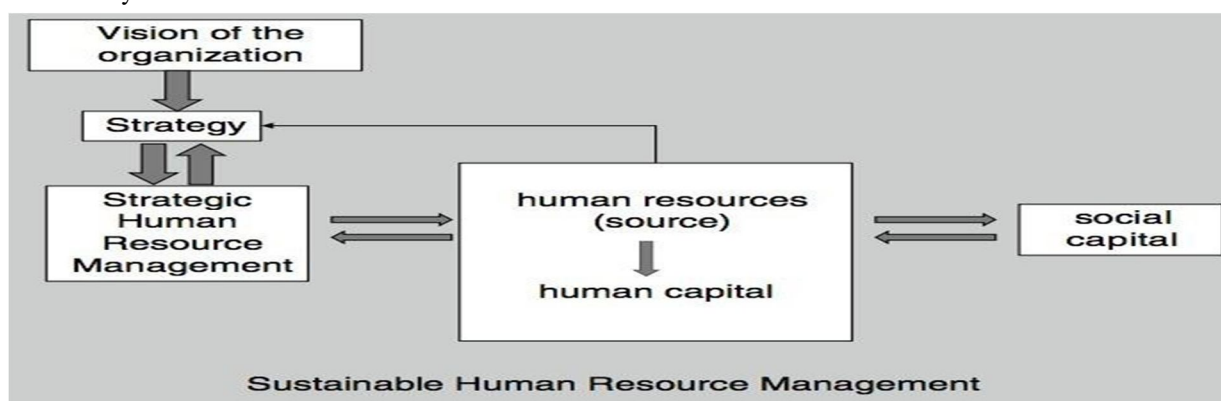 Vision of the
organization
Strategy
Strategic
Human
Resource
Management
human resources
(source)
human capital
social
capital
Sustainable Human Resource Management